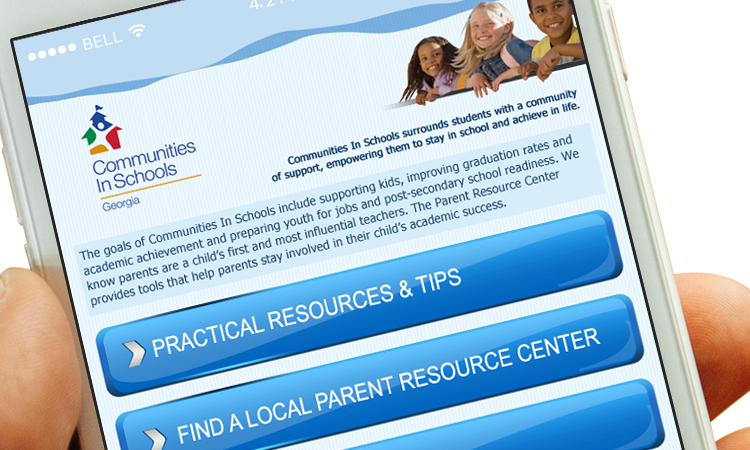 BELL
Communities
In Schools
Georgia
Communities In Schools surrounds students with a community
of support, empowering them to stay in school and achieve in life.
The goals of Communities In Schools include supporting kids, improving graduation rates and
academic achievement and preparing youth for jobs and post-secondary school readiness. We
know parents are a child's first and most influential teachers. The Parent Resource Center
provides tools that help parents stay involved in their child's academic success.
PRACTICAL RESOURCES & TIPS
FIND A LOCAL PARENT RESOURCE CENTER